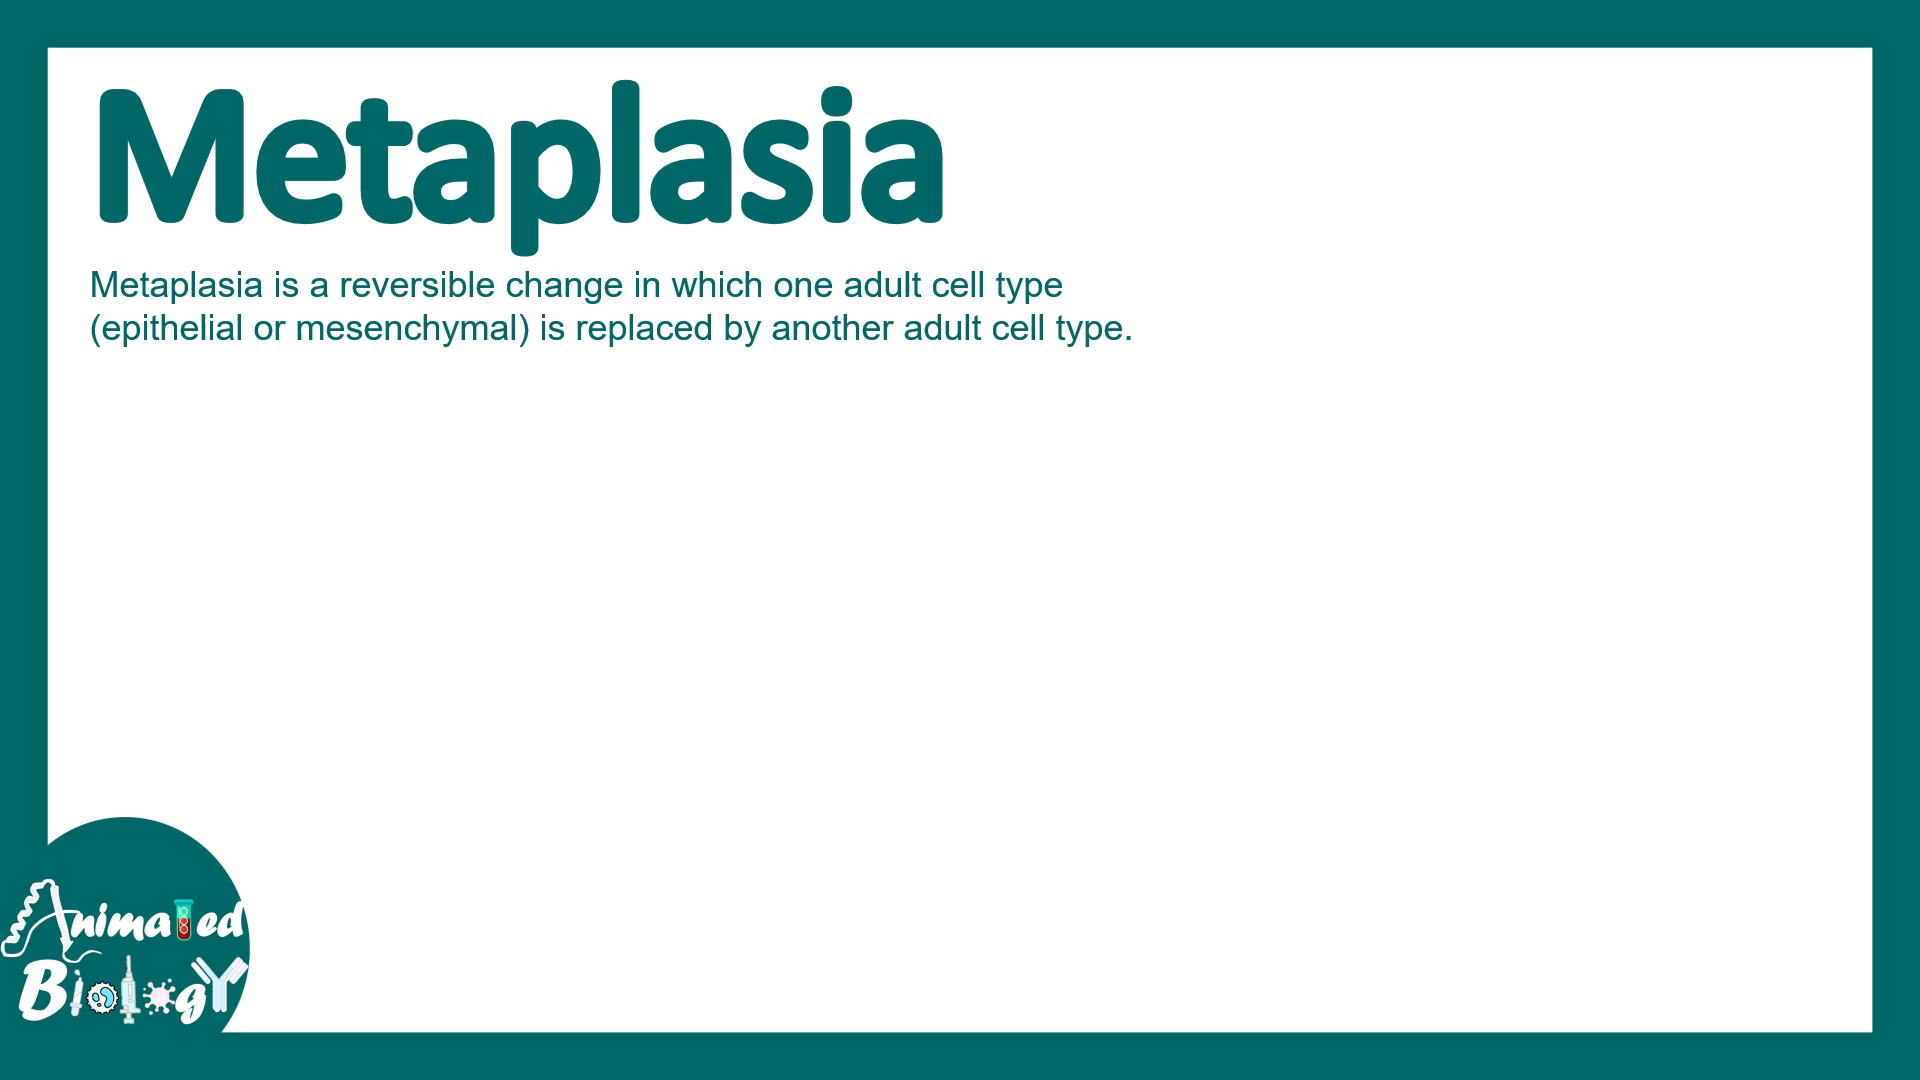 Metaplasia
Metaplasia is a reversible change in which one adult cell type
(epithelial or mesenchymal) is replaced by another adult cell type.
Animated
Biology